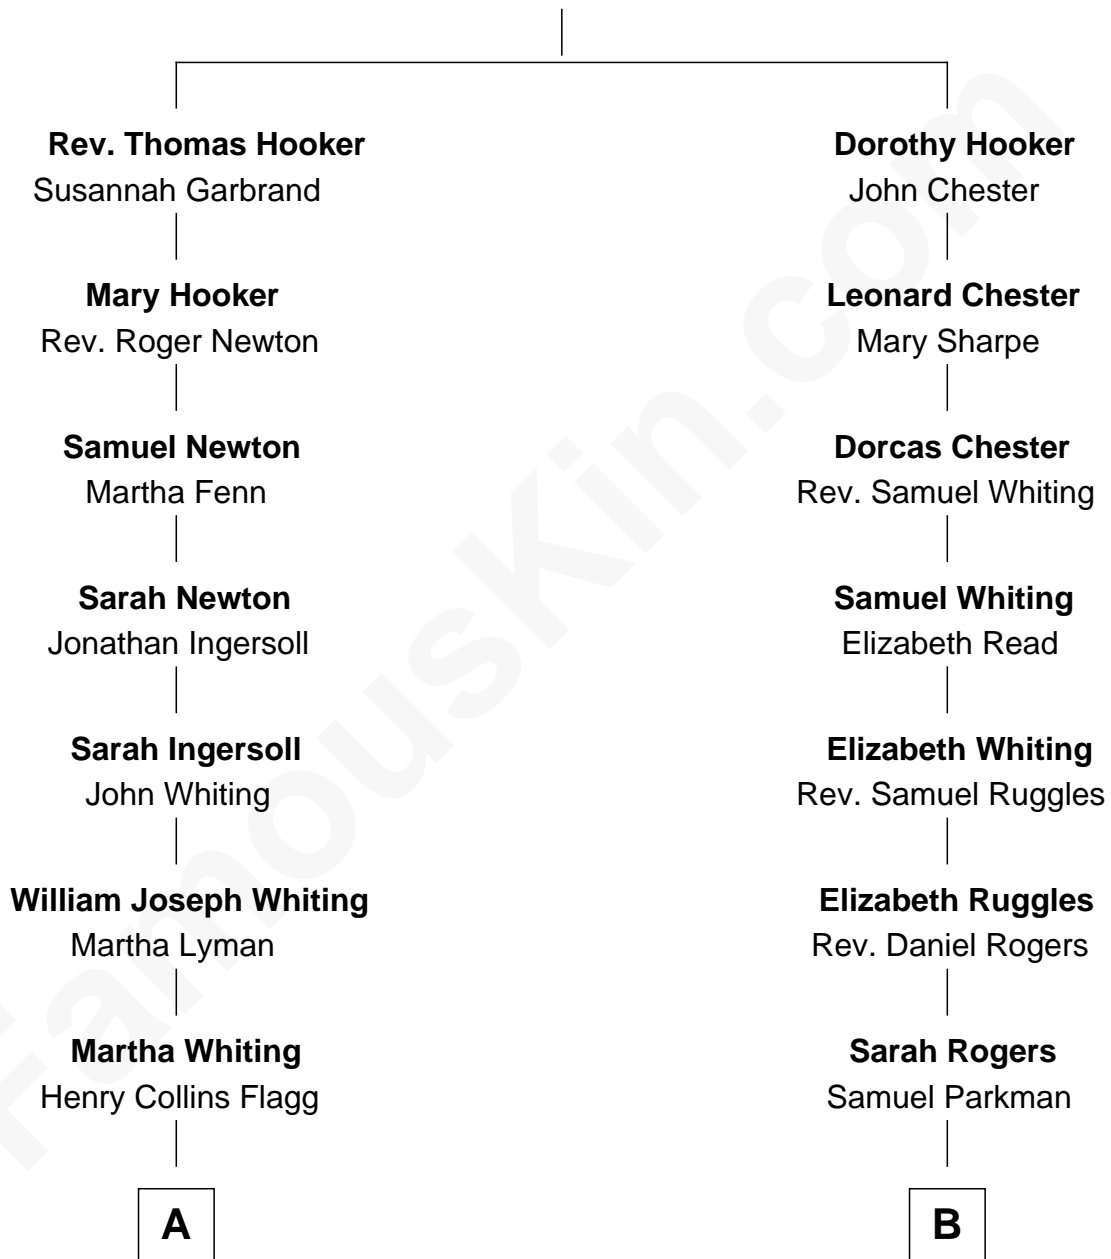 Rev. Thomas Hooker
Susannah Garbrand
Mary Hooker
Rev. Roger Newton
Samuel Newton
Martha Fenn
Sarah Newton
Jonathan Ingersoll
Sarah Ingersoll
John Whiting
William Joseph Whiting
Martha Lyman
Martha Whiting
Henry Collins Flagg
A
Dorothy Hooker
John Chester
Leonard Chester
Mary Sharpe
Dorcas Chester
Rev. Samuel Whiting
Samuel Whiting
Elizabeth Read
Elizabeth Whiting
Rev. Samuel Ruggles
Elizabeth Ruggles
Rev. Daniel Rogers
Sarah Rogers
Samuel Parkman
B
FamousKin.com